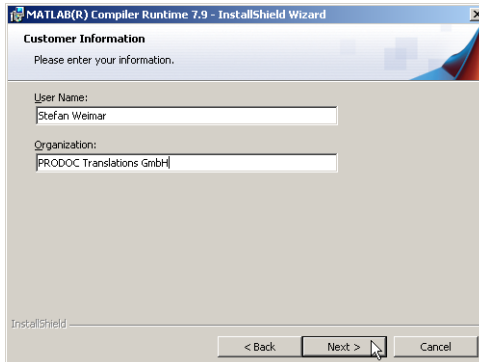 MATLAB(R) Compiler Runtime 7.9 - InstallShield Wizard
Customer Information
Please enter your information.
User Name:
Stefan Weimar
Organization:
PRODOC Translations GmbH
InstallShield
< Back Next > Cancel